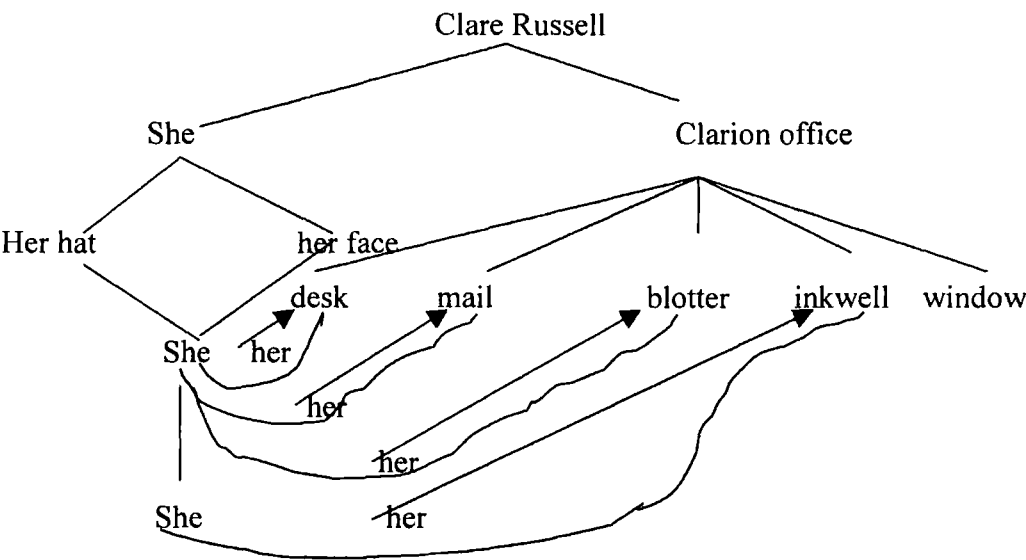 Clare Russell
She Clarion office
Her hat her face
desk mail blotter inkwell window
She her
her
her
She her